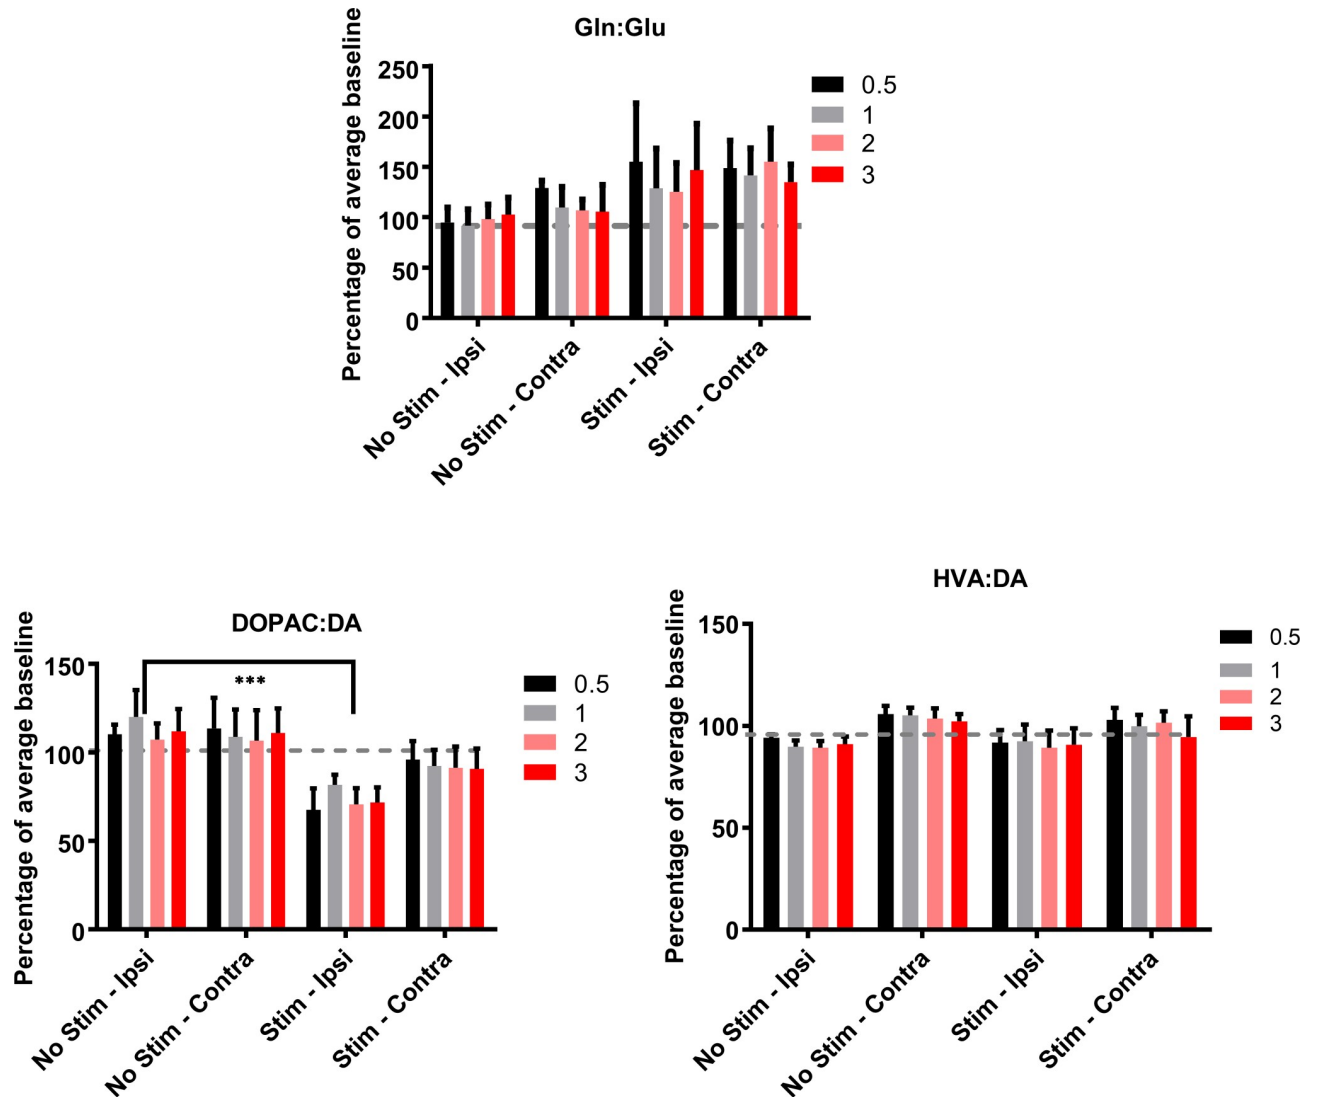 Gln:Glu
Percentage of average baseline
250
200
150
100
50
0
No Stim - Ipsi
No Stim - Contra
Stim - Ipsi
Stim - Contra
0.5
1
2
3
DOPAC:DA
Percentage of average baseline
150
100
50
0
***
No Stim - Ipsi
No Stim - Contra
Stim - Ipsi
Stim - Contra
0.5
1
2
3
HVA:DA
Percentage of average baseline
150
100
50
0
No Stim - Ipsi
No Stim - Contra
Stim - Ipsi
Stim - Contra
0.5
1
2
3